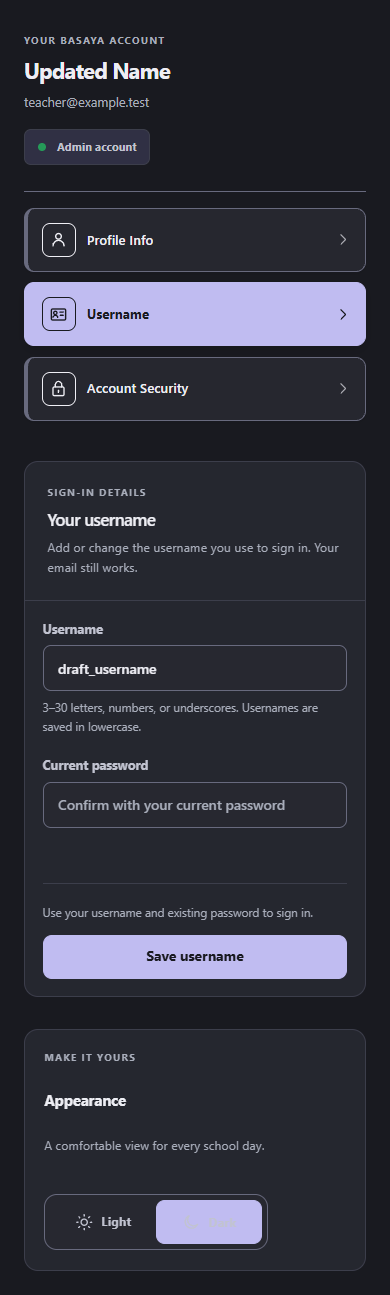 YOUR BASAYA ACCOUNT
Updated Name
teacher@example.test
Admin account
Profile Info
Username
Account Security
SIGN-IN DETAILS
Your username
Add or change the username you use to sign in. Your
email still works.
Username
draft_username
3–30 letters, numbers, or underscores. Usernames are
saved in lowercase.
Current password
Confirm with your current password
Use your username and existing password to sign in.
Save username
MAKE IT YOURS
Appearance
A comfortable view for every school day.
Light